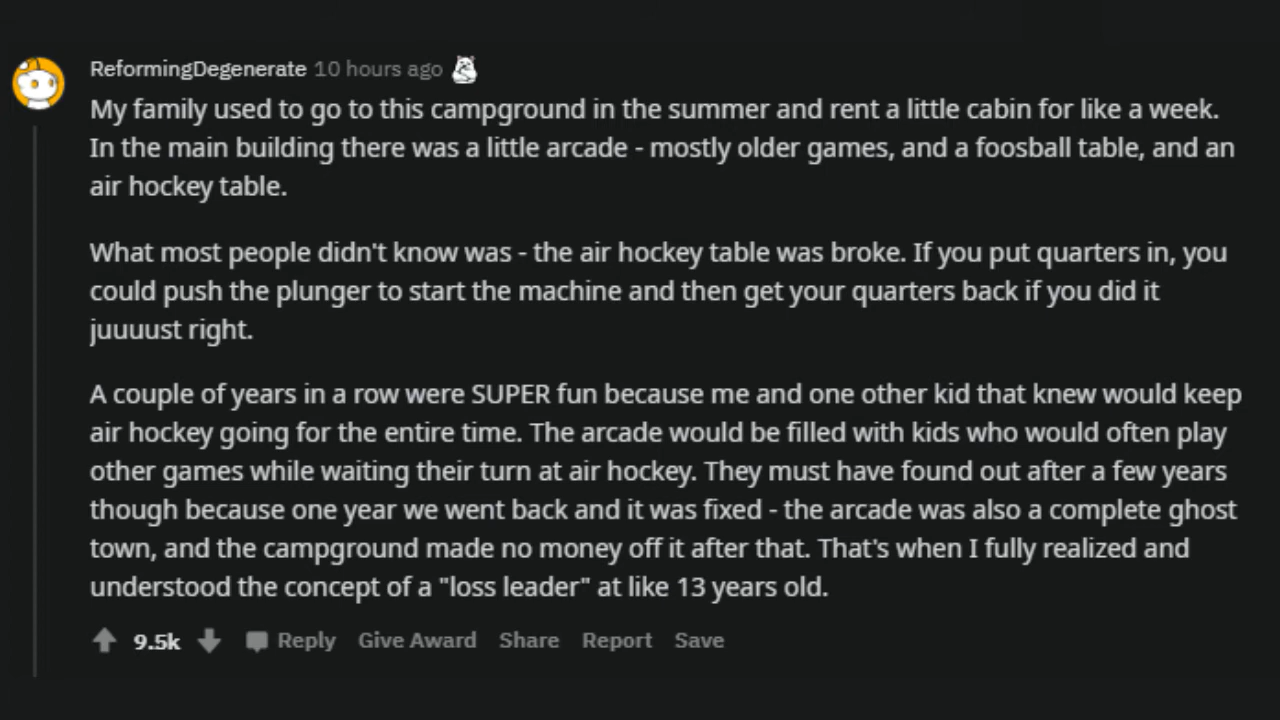 ReformingDegenerate 10 hours ago
My family used to go to this campground in the summer and rent a little cabin for like a week.
In the main building there was a little arcade - mostly older games, and a foosball table, and an
air hockey table.
What most people didn't know was - the air hockey table was broke. If you put quarters in, you
could push the plunger to start the machine and then get your quarters back if you did it
juuuust right.
A couple of years in a row were SUPER fun because me and one other kid that knew would keep
air hockey going for the entire time. The arcade would be filled with kids who would often play
other games while waiting their turn at air hockey. They must have found out after a few years
though because one year we went back and it was fixed - the arcade was also a complete ghost
town, and the campground made no money off it after that. That's when I fully realized and
understood the concept of a "loss leader" at like 13 years old.
9.5k Reply Give Award Share Report Save